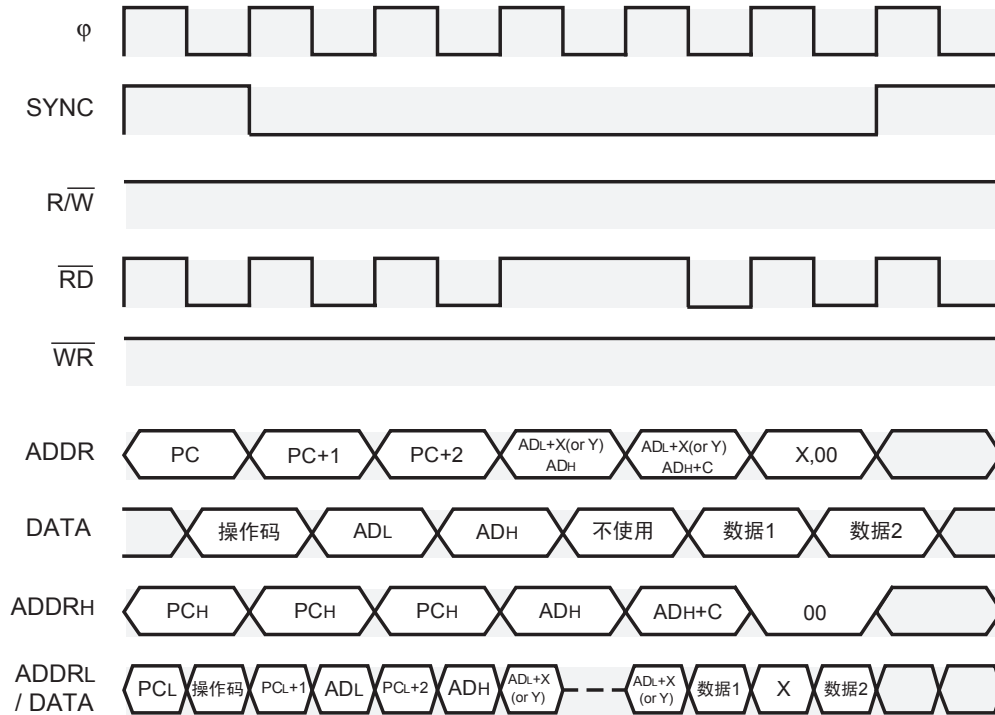 φ
SYNC
R/W̅
R̅D̅
W̅R̅
ADDR PC PC+1 PC+2 ADL+X(or Y) ADH ADL+X(or Y) ADH+C X,00
DATA 操作码 ADL ADH 不使用 数据1 数据2
ADDRH PCH PCH PCH ADH ADH+C 00
ADDRL / DATA PCL 操作码 PCL+1 ADL PCL+2 ADH ADL+X (or Y) ADL+X (or Y) 数据1 X 数据2